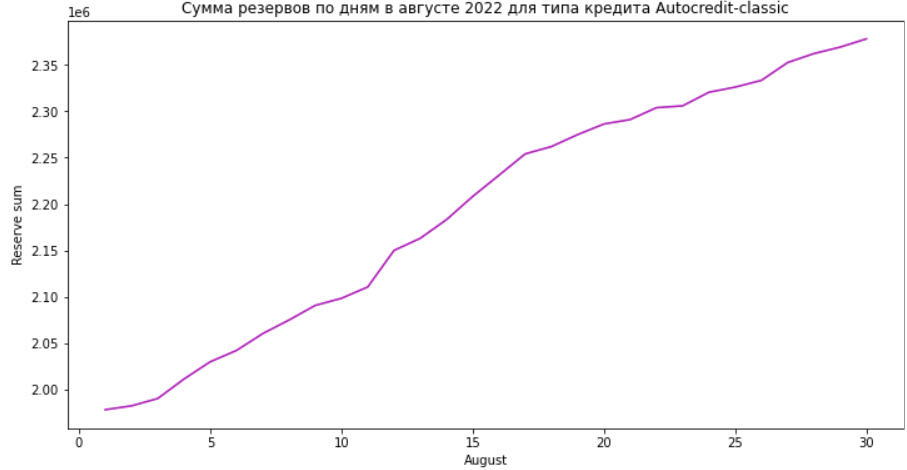 Сумма резервов по дням в августе 2022 для типа кредита Autocredit-classic
1e6
2.35
2.30
2.25
2.20
2.15
2.10
2.05
2.00
Reserve sum
0 5 10 15 20 25 30
August